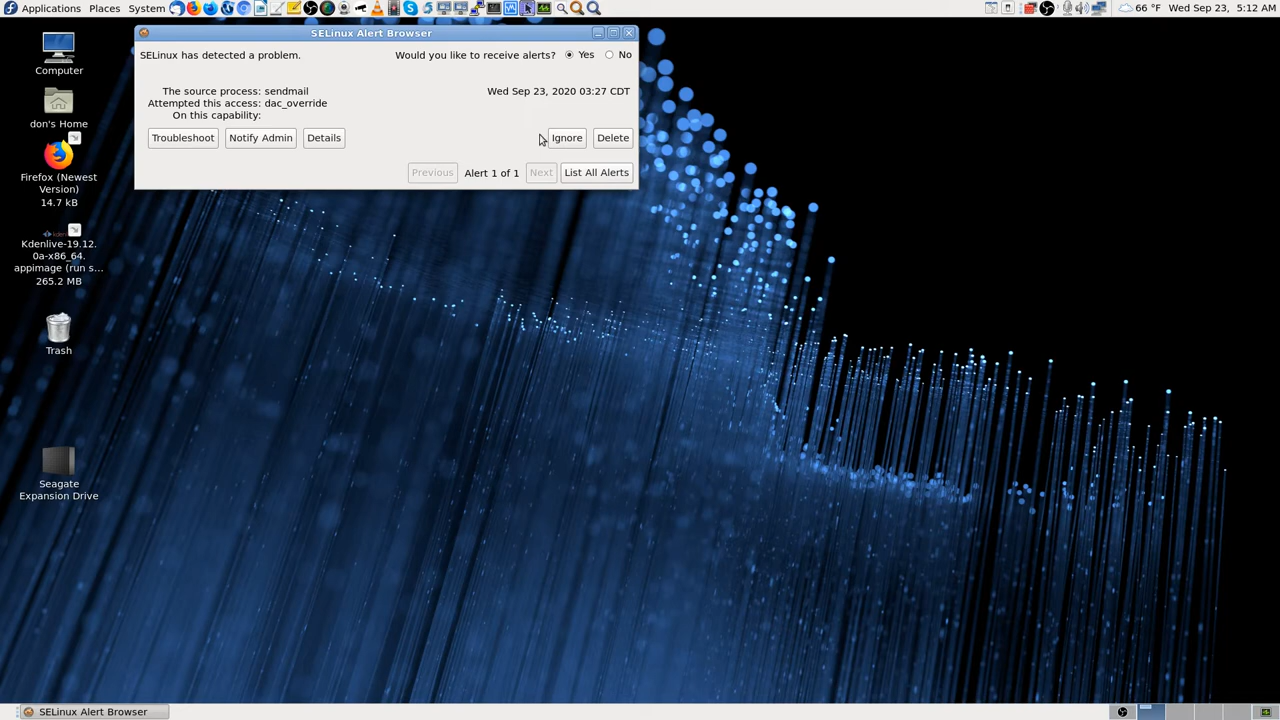 Applications Places System 66 °F Wed Sep 23, 5:12 AM
SELinux Alert Browser
SELinux has detected a problem. Would you like to receive alerts? Yes No
The source process: sendmail Wed Sep 23, 2020 03:27 CDT
Attempted this access: dac_override
On this capability:
Troubleshoot Notify Admin Details Ignore Delete
Previous Alert 1 of 1 Next List All Alerts
Computer
don's Home
Firefox (Newest
Version)
14.7 kB
Kdenlive-19.12.
0a-x86_64.
appimage (run s...
265.2 MB
Trash
Seagate
Expansion Drive
SELinux Alert Browser